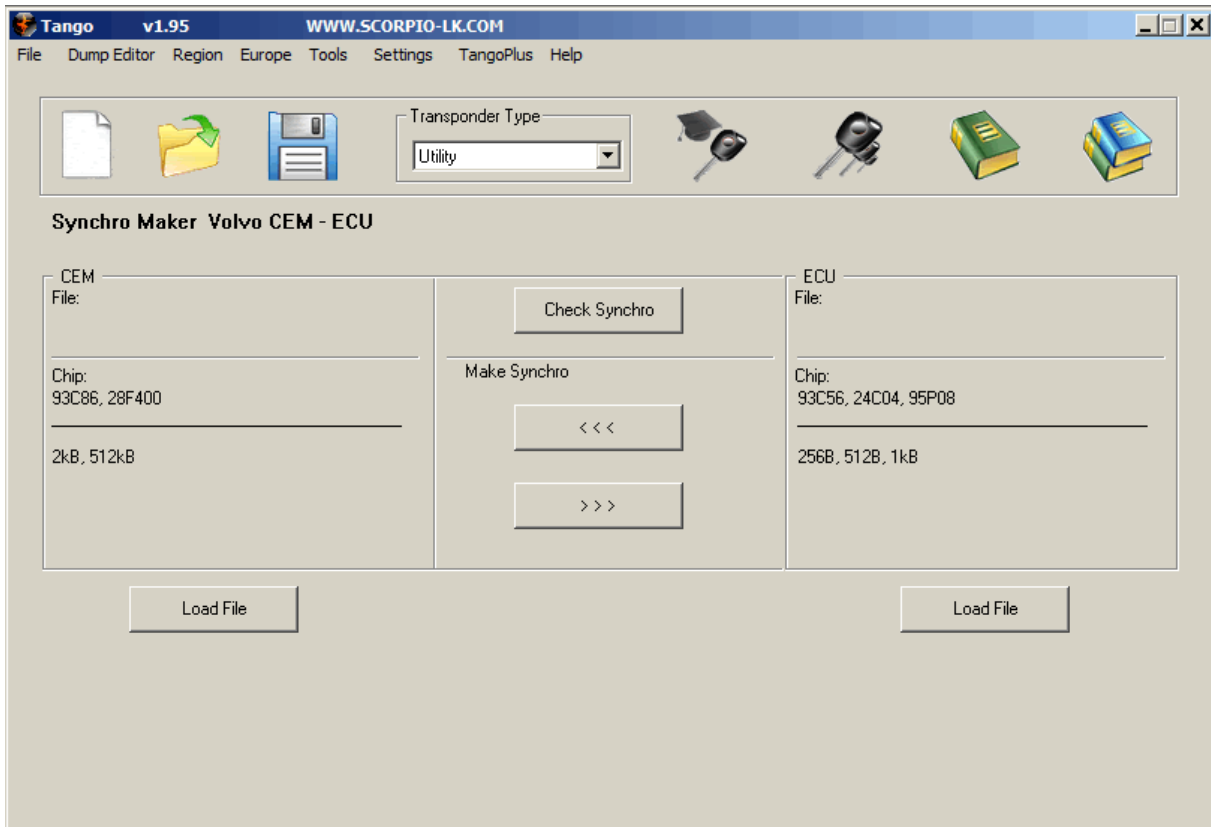 Tango v1.95 WWW.SCORPIO-LK.COM
File Dump Editor Region Europe Tools Settings TangoPlus Help
Transponder Type
Utility
Synchro Maker Volvo CEM - ECU
CEM
File:
Chip:
93C86, 28F400
2kB, 512kB
Load File
Check Synchro
Make Synchro
< < <
> > >
ECU
File:
Chip:
93C56, 24C04, 95P08
256B, 512B, 1kB
Load File